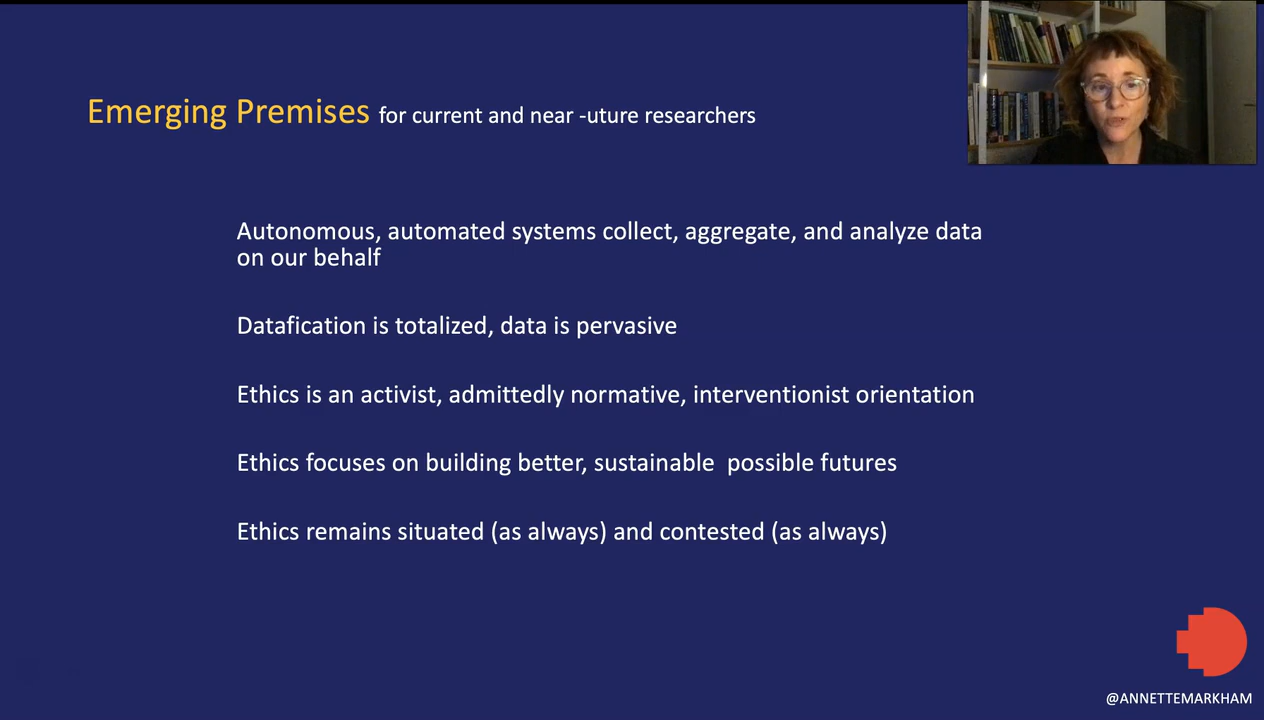 Emerging Premises for current and near -uture researchers
Autonomous, automated systems collect, aggregate, and analyze data
on our behalf
Datafication is totalized, data is pervasive
Ethics is an activist, admittedly normative, interventionist orientation
Ethics focuses on building better, sustainable  possible futures
Ethics remains situated (as always) and contested (as always)
@ANNETTEMARKHAM